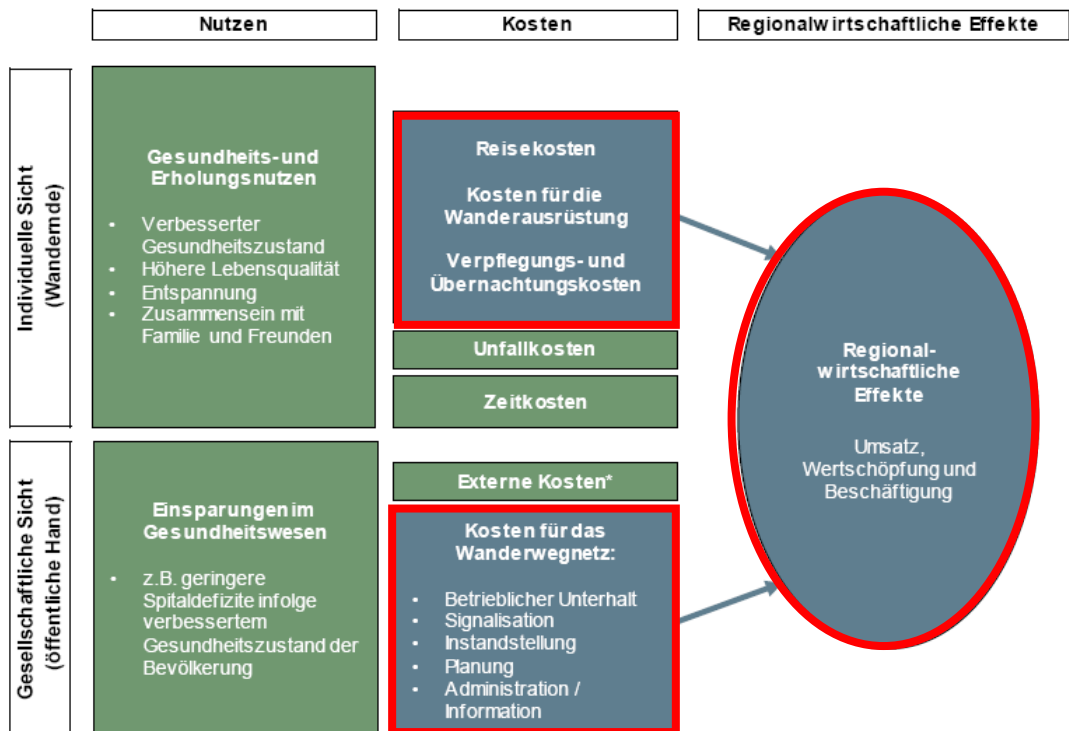 Nutzen
Kosten
Regionalwirtschaftliche Effekte
Individuelle Sicht
(Wandernde)
Gesundheits- und
Erholungsnutzen
• Verbesserter
Gesundheitszustand
• Höhere Lebensqualität
• Entspannung
• Zusammensein mit
Familie und Freunden
Reisekosten
Kosten für die
Wanderausrüstung
Verpflegungs- und
Übernachtungskosten
Unfallkosten
Zeitkosten
Regional-
wirtschaftliche
Effekte
Umsatz,
Wertschöpfung und
Beschäftigung
Gesellschaftliche Sicht
(öffentliche Hand)
Einsparungen im
Gesundheitswesen
• z.B. geringere
Spitaldefizite infolge
verbessertem
Gesundheitszustand der
Bevölkerung
Externe Kosten*
Kosten für das
Wanderwegnetz:
• Betrieblicher Unterhalt
• Signalisation
• Instandstellung
• Planung
• Administration /
Information